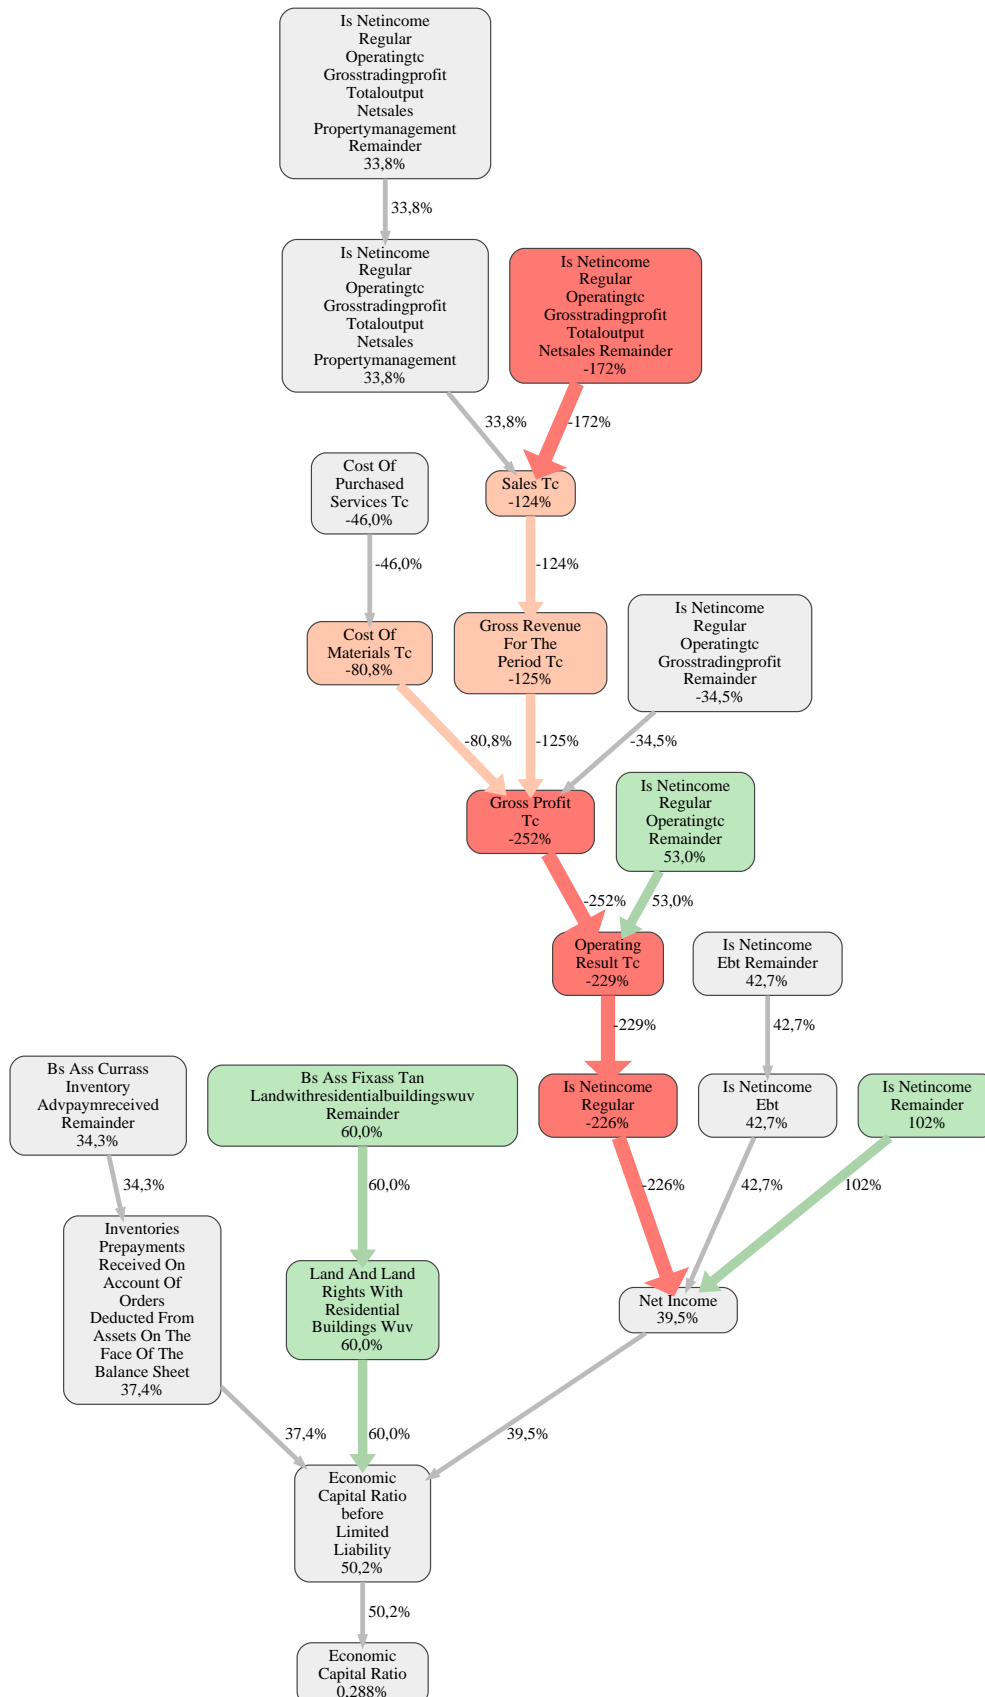 Is Netincome
Regular
Operatingtc
Grosstradingprofit
Totaloutput
Netsales
Propertymanagement
Remainder
33,8%
33,8%
Is Netincome
Regular
Operatingtc
Grosstradingprofit
Totaloutput
Netsales
Propertymanagement
33,8%
Is Netincome
Regular
Operatingtc
Grosstradingprofit
Totaloutput
Netsales Remainder
-172%
33,8%
-172%
Cost Of
Purchased
Services Tc
-46,0%
Sales Tc
-124%
-46,0%
-124%
Cost Of
Materials Tc
-80,8%
Gross Revenue
For The
Period Tc
-125%
Is Netincome
Regular
Operatingtc
Grosstradingprofit
Remainder
-34,5%
-80,8%
-125%
-34,5%
Gross Profit
Tc
-252%
Is Netincome
Regular
Operatingtc
Remainder
53,0%
-252%
53,0%
Operating
Result Tc
-229%
Is Netincome
Ebt Remainder
42,7%
-229%
42,7%
Bs Ass Currass
Inventory
Advpaymreceived
Remainder
34,3%
Bs Ass Fixass Tan
Landwithresidentialbuildingswuv
Remainder
60,0%
Is Netincome
Regular
-226%
Is Netincome
Ebt
42,7%
Is Netincome
Remainder
102%
34,3%
60,0%
-226%
42,7%
102%
Inventories
Prepayments
Received On
Account Of
Orders
Deducted From
Assets On The
Face Of The
Balance Sheet
37,4%
Land And Land
Rights With
Residential
Buildings Wuv
60,0%
Net Income
39,5%
37,4%
60,0%
39,5%
Economic
Capital Ratio
before
Limited
Liability
50,2%
50,2%
Economic
Capital Ratio
0,288%